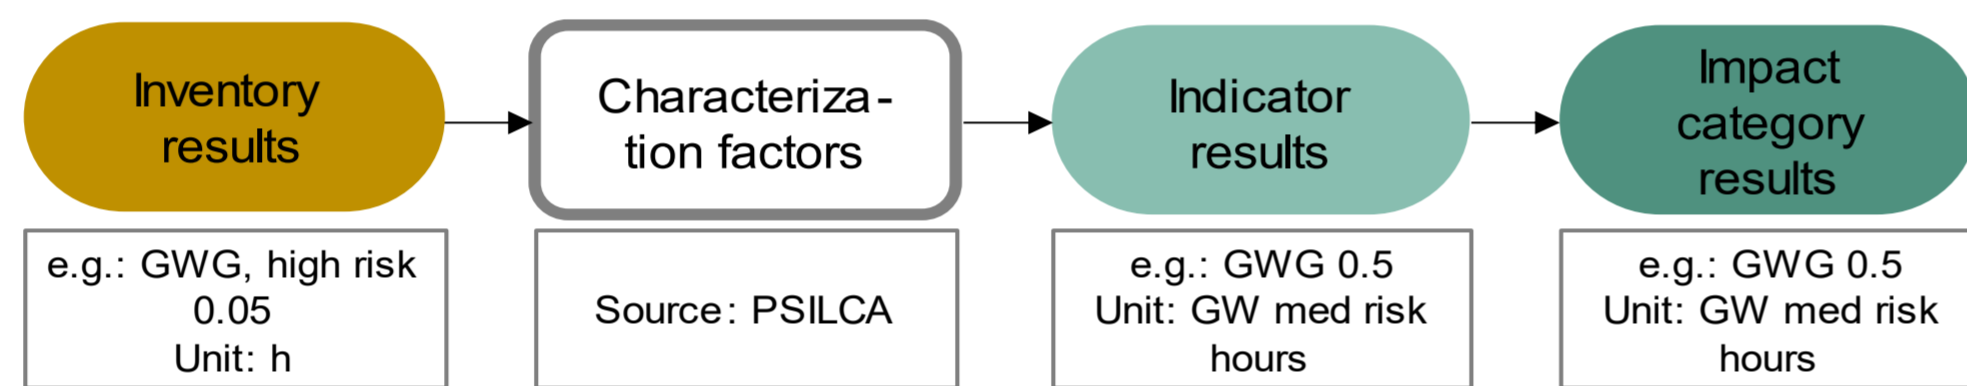 Inventory
results
Characteriza-
tion factors
Indicator
results
Impact
category
results
e.g.: GWG, high risk
0.05
Unit: h
Source: PSILCA
e.g.: GWG 0.5
Unit: GW med risk
hours
e.g.: GWG 0.5
Unit: GW med risk
hours